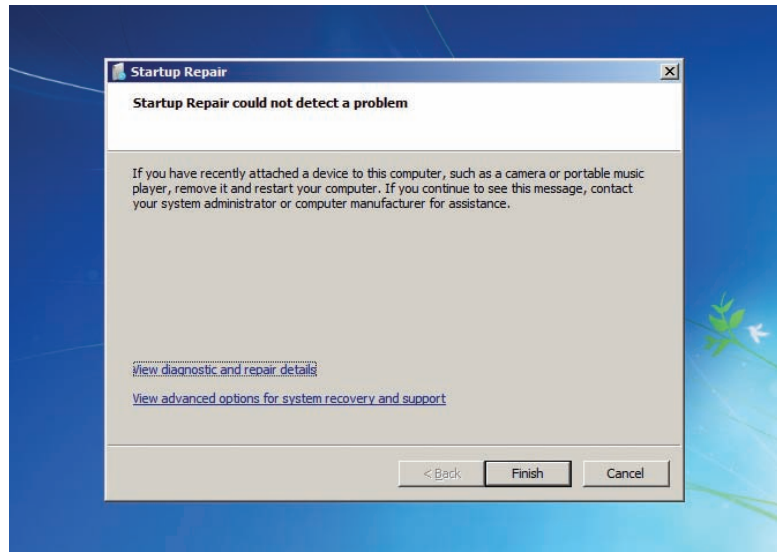 Startup Repair
Startup Repair could not detect a problem
If you have recently attached a device to this computer, such as a camera or portable music
player, remove it and restart your computer. If you continue to see this message, contact
your system administrator or computer manufacturer for assistance.
View diagnostic and repair details
View advanced options for system recovery and support
< Back Finish Cancel